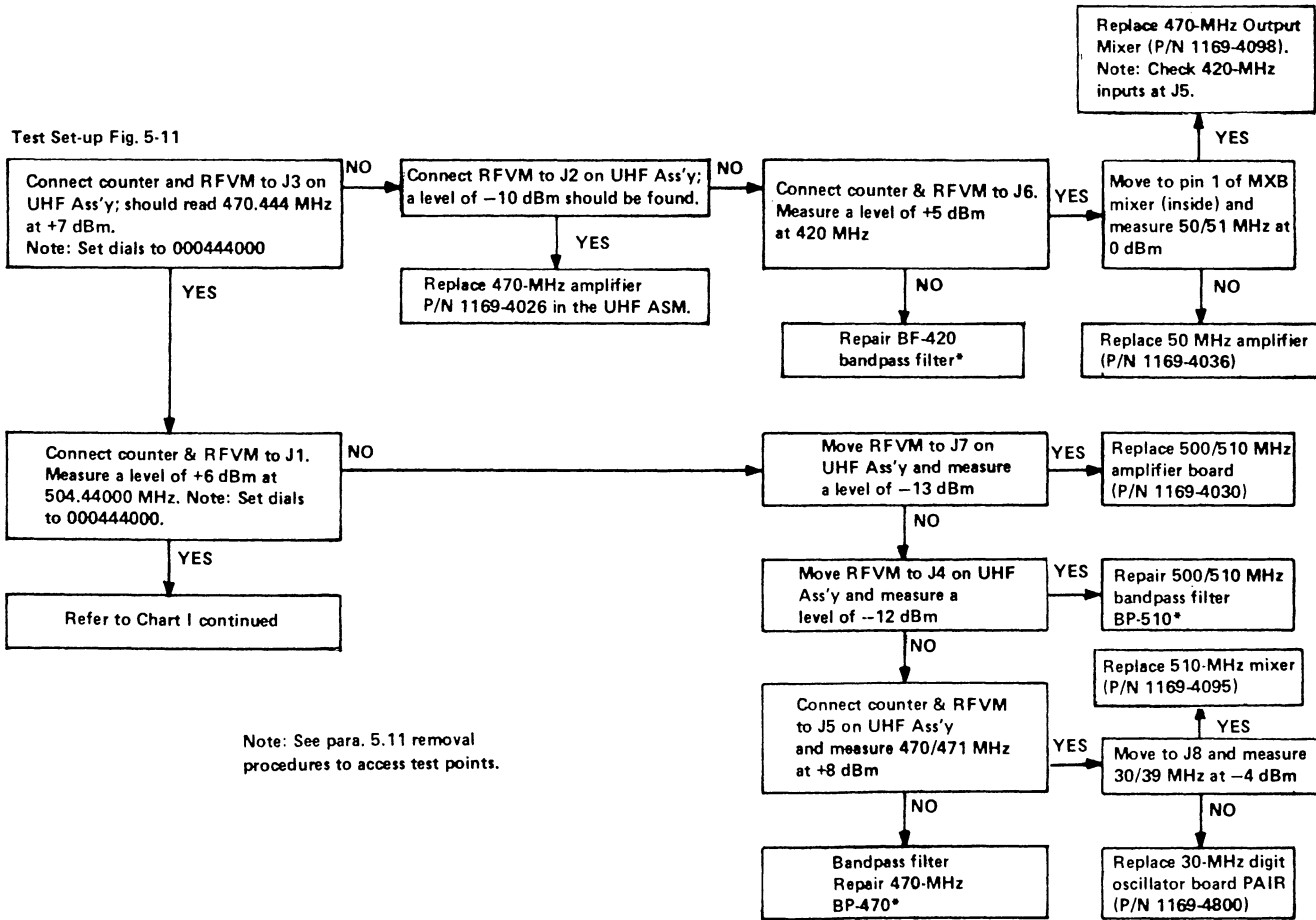 Test Set-up Fig. 5-11
Connect counter and RFVM to J3 on
UHF Ass'y; should read 470.444 MHz
at +7 dBm.
Note: Set dials to 000444000
NO
Connect RFVM to J2 on UHF Ass'y;
a level of −10 dBm should be found.
NO
Connect counter & RFVM to J6.
Measure a level of +5 dBm
at 420 MHz
YES
Move to pin 1 of MXB
mixer (inside) and
measure 50/51 MHz at
0 dBm
YES
Replace 470-MHz Output
Mixer (P/N 1169-4098).
Note: Check 420-MHz
inputs at J5.
YES
YES
Replace 470-MHz amplifier
P/N 1169-4026 in the UHF ASM.
NO
Repair BF-420
bandpass filter*
NO
Replace 50 MHz amplifier
(P/N 1169-4036)
Connect counter & RFVM to J1.
Measure a level of +6 dBm at
504.44000 MHz. Note: Set dials
to 000444000.
NO
Move RFVM to J7 on
UHF Ass'y and measure
a level of −13 dBm
YES
Replace 500/510 MHz
amplifier board
(P/N 1169-4030)
YES
Refer to Chart I continued
NO
Move RFVM to J4 on UHF
Ass'y and measure a
level of −-12 dBm
YES
Repair 500/510 MHz
bandpass filter
BP-510*
NO
Connect counter & RFVM
to J5 on UHF Ass'y
and measure 470/471 MHz
at +8 dBm
YES
Replace 510-MHz mixer
(P/N 1169-4095)
YES
Move to J8 and measure
30/39 MHz at −4 dBm
NO
Bandpass filter
Repair 470-MHz
BP-470*
NO
Replace 30-MHz digit
oscillator board PAIR
(P/N 1169-4800)
Note: See para. 5.11 removal
procedures to access test points.